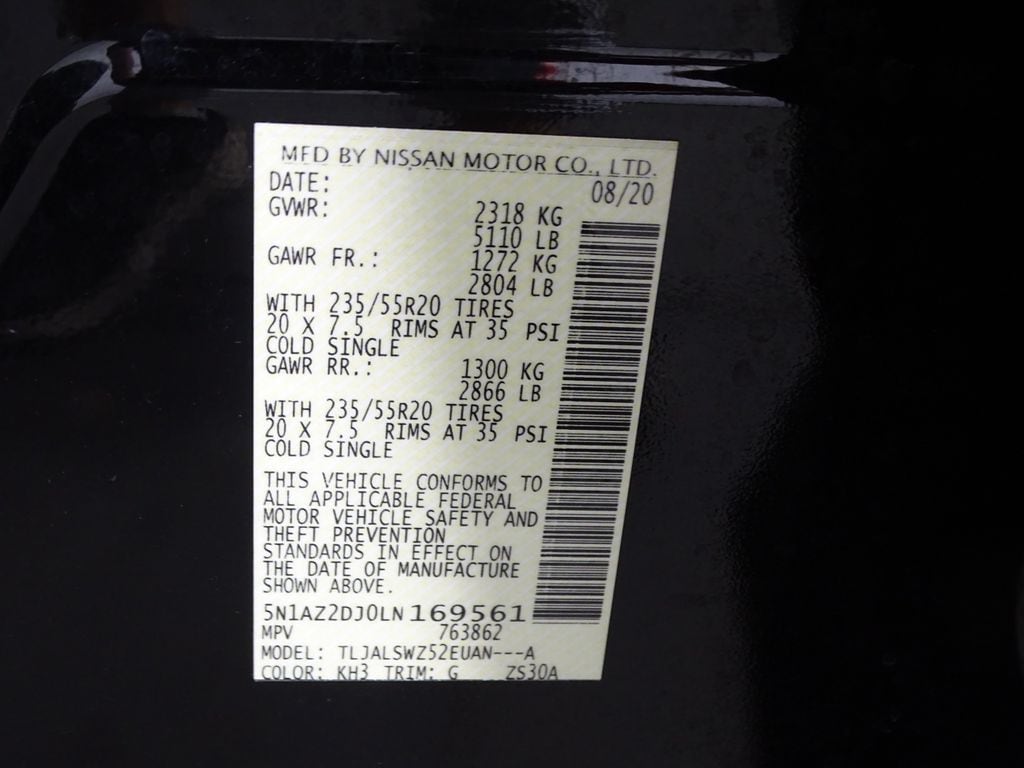 MFD BY NISSAN MOTOR CO., LTD.
DATE: 08/20
GVWR: 2318 KG
5110 LB
GAWR FR.: 1272 KG
2804 LB
WITH 235/55R20 TIRES
20 X 7.5 RIMS AT 35 PSI
COLD SINGLE
GAWR RR.: 1300 KG
2866 LB
WITH 235/55R20 TIRES
20 X 7.5 RIMS AT 35 PSI
COLD SINGLE
THIS VEHICLE CONFORMS TO
ALL APPLICABLE FEDERAL
MOTOR VEHICLE SAFETY AND
THEFT PREVENTION
STANDARDS IN EFFECT ON
THE DATE OF MANUFACTURE
SHOWN ABOVE.
5N1AZ2DJ0LN169561
MPV 763862
MODEL: TLJALSWZ52EUAN---A
COLOR: KH3 TRIM: G ZS30A